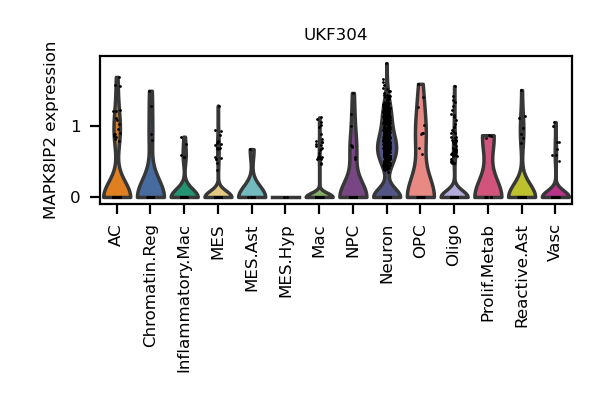 UKF304
MAPK8IP2 expression
1
0
AC
Chromatin.Reg
Inflammatory.Mac
MES
MES.Ast
MES.Hyp
Mac
NPC
Neuron
OPC
Oligo
Prolif.Metab
Reactive.Ast
Vasc